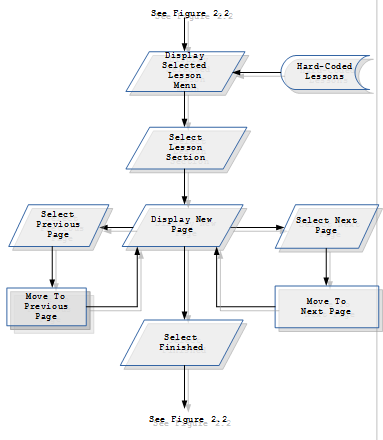 See Figure 2.2
Display
Selected
Lesson
Menu
Hard-Coded
Lessons
Select
Lesson
Section
Select
Previous
Page
Display New
Page
Select Next
Page
Move To
Previous
Page
Move To
Next Page
Select
Finished
See Figure 2.2